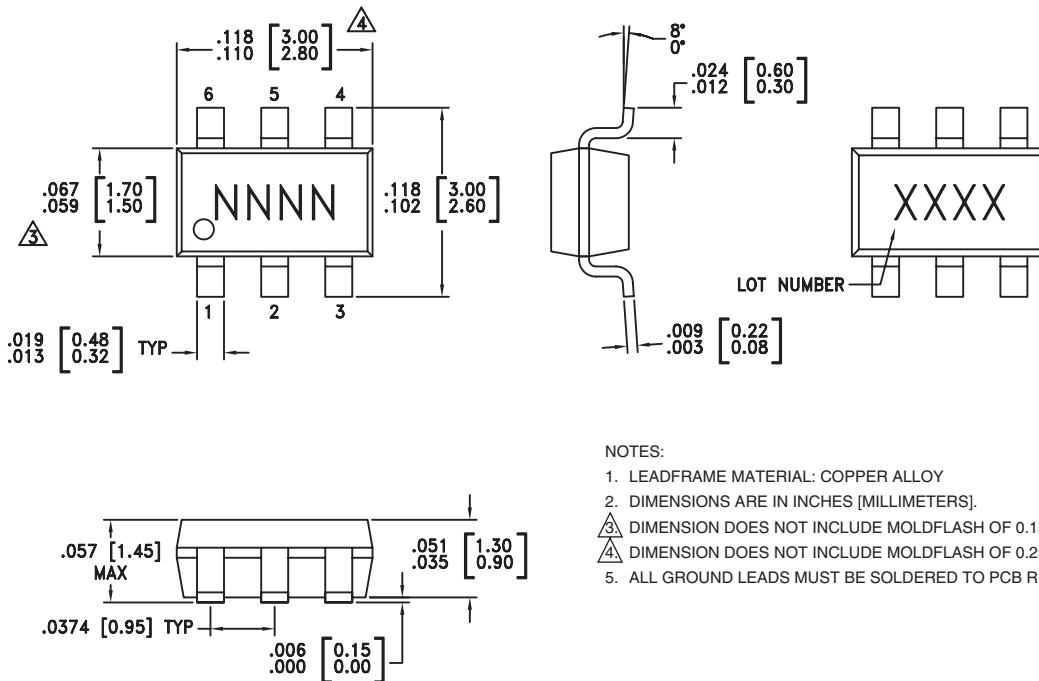 .118 [3.00]
.110 [2.80]
4
6 5 4
.067 [1.70]
.059 [1.50]
3
NNNN
.118 [3.00]
.102 [2.60]
1 2 3
.019 [0.48] TYP
.013 [0.32]
8°
0°
.024 [0.60]
.012 [0.30]
.009 [0.22]
.003 [0.08]
XXXX
LOT NUMBER
.057 [1.45]
MAX
.051 [1.30]
.035 [0.90]
.0374 [0.95] TYP
.006 [0.15]
.000 [0.00]
NOTES:
1. LEADFRAME MATERIAL: COPPER ALLOY
2. DIMENSIONS ARE IN INCHES [MILLIMETERS].
3. DIMENSION DOES NOT INCLUDE MOLDFLASH OF 0.1
4. DIMENSION DOES NOT INCLUDE MOLDFLASH OF 0.2
5. ALL GROUND LEADS MUST BE SOLDERED TO PCB R